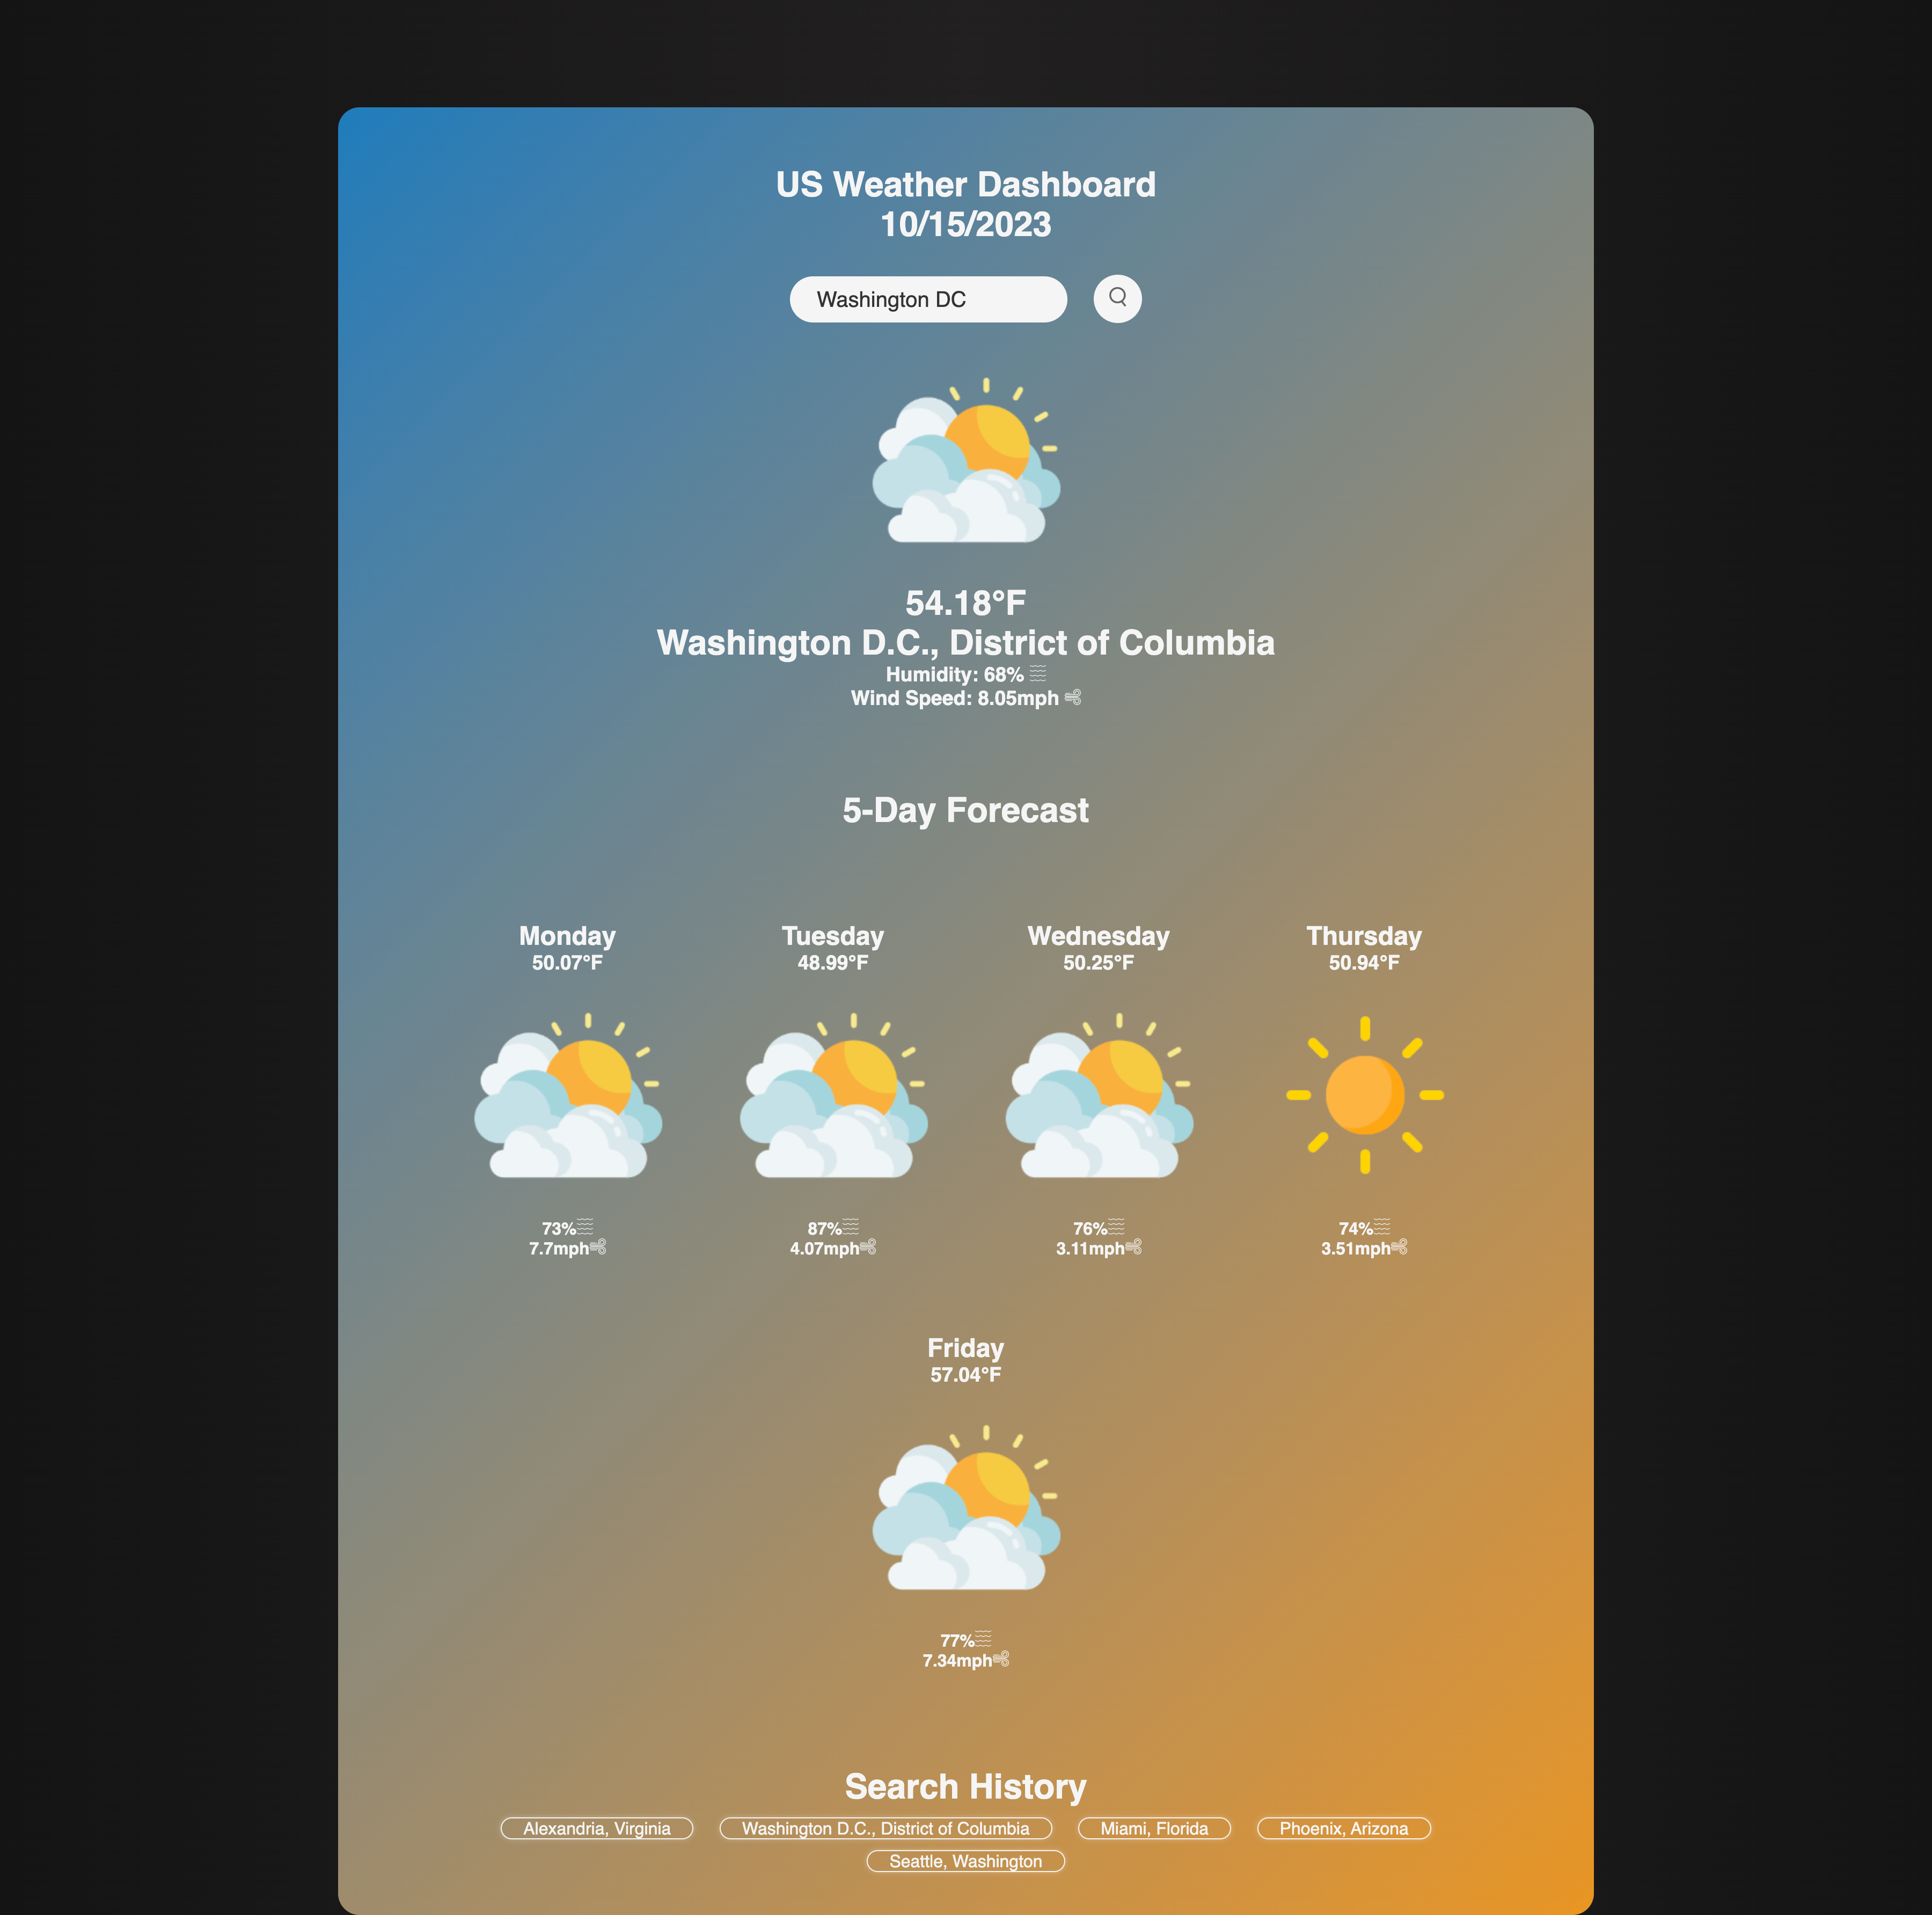 US Weather Dashboard
10/15/2023
Washington DC
54.18°F
Washington D.C., District of Columbia
Humidity: 68%
Wind Speed: 8.05mph
5-Day Forecast
Monday
50.07°F
73%
7.7mph
Tuesday
48.99°F
87%
4.07mph
Wednesday
50.25°F
76%
3.11mph
Thursday
50.94°F
74%
3.51mph
Friday
57.04°F
77%
7.34mph
Search History
Alexandria, Virginia
Washington D.C., District of Columbia
Miami, Florida
Phoenix, Arizona
Seattle, Washington